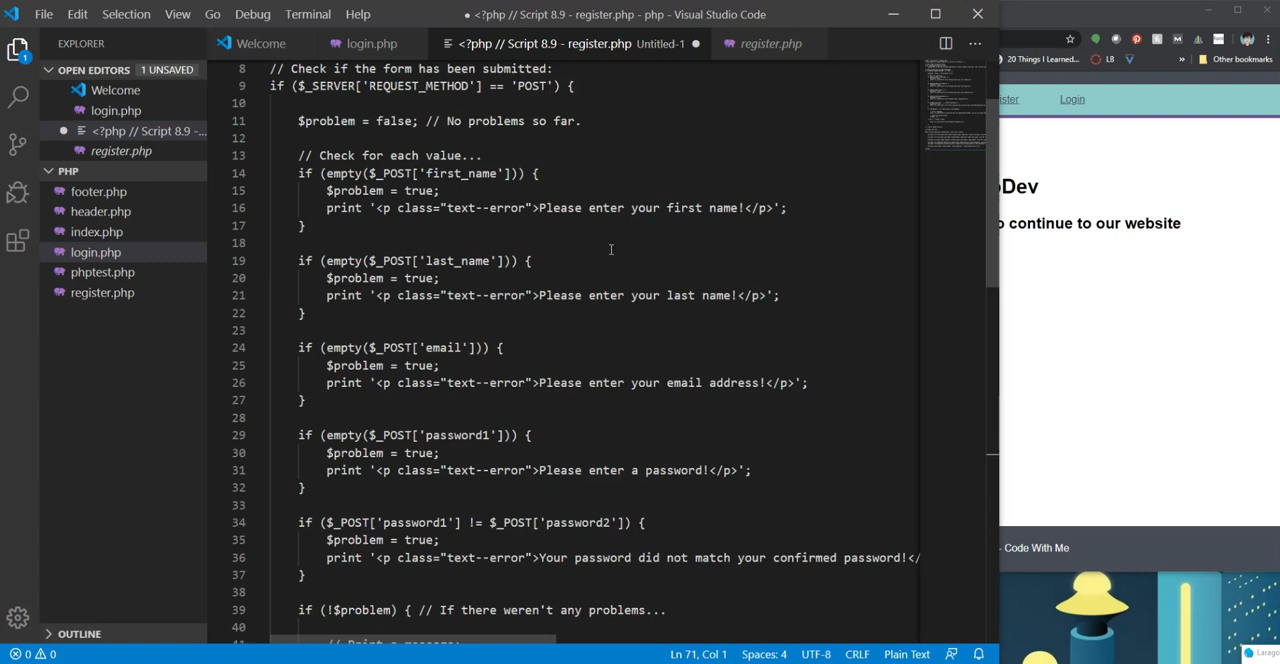 File Edit Selection View Go Debug Terminal Help
● <?php // Script 8.9 - register.php - php - Visual Studio Code
EXPLORER
Welcome
login.php
<?php // Script 8.9 - register.php Untitled-1 ●
register.php
OPEN EDITORS 1 UNSAVED
Welcome
login.php
<?php // Script 8.9 -...
register.php
PHP
footer.php
header.php
index.php
login.php
phptest.php
register.php
OUTLINE
1
8 // Check if the form has been submitted:
9 if ($_SERVER['REQUEST_METHOD'] == 'POST') {
10
11 $problem = false; // No problems so far.
12
13 // Check for each value...
14 if (empty($_POST['first_name'])) {
15 $problem = true;
16 print '<p class="text--error">Please enter your first name!</p>';
17 }
18
19 if (empty($_POST['last_name'])) {
20 $problem = true;
21 print '<p class="text--error">Please enter your last name!</p>';
22 }
23
24 if (empty($_POST['email'])) {
25 $problem = true;
26 print '<p class="text--error">Please enter your email address!</p>';
27 }
28
29 if (empty($_POST['password1'])) {
30 $problem = true;
31 print '<p class="text--error">Please enter a password!</p>';
32 }
33
34 if ($_POST['password1'] != $_POST['password2']) {
35 $problem = true;
36 print '<p class="text--error">Your password did not match your confirmed password!</
37 }
38
39 if (!$problem) { // If there weren't any problems...
40
0 0 Ln 71, Col 1 Spaces: 4 UTF-8 CRLF Plain Text
20 Things I Learned... LB » Other bookmarks
ister Login
oDev
o continue to our website
- Code With Me
Larago